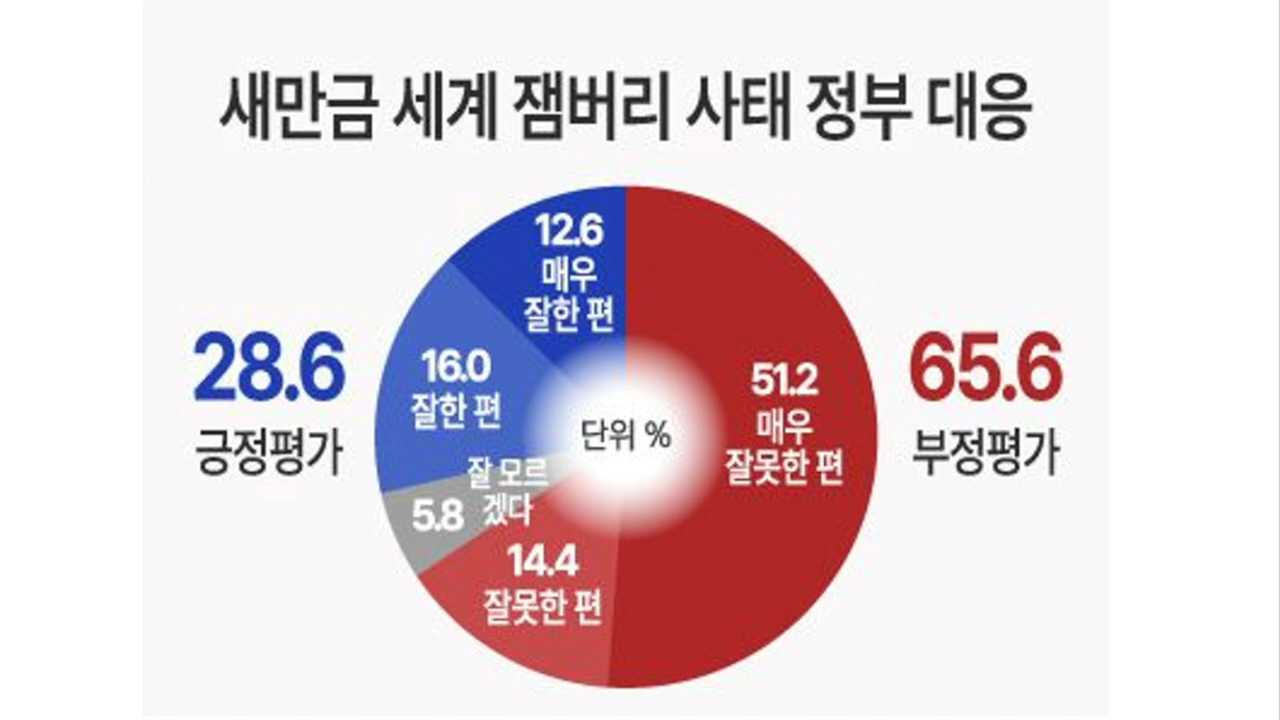 새만금 세계 잼버리 사태 정부 대응
12.6
매우
잘한 편
16.0
잘한 편
28.6
긍정평가
잘 모르
겠다
5.8
14.4
잘못한 편
단위 %
51.2
매우
잘못한 편
65.6
부정평가